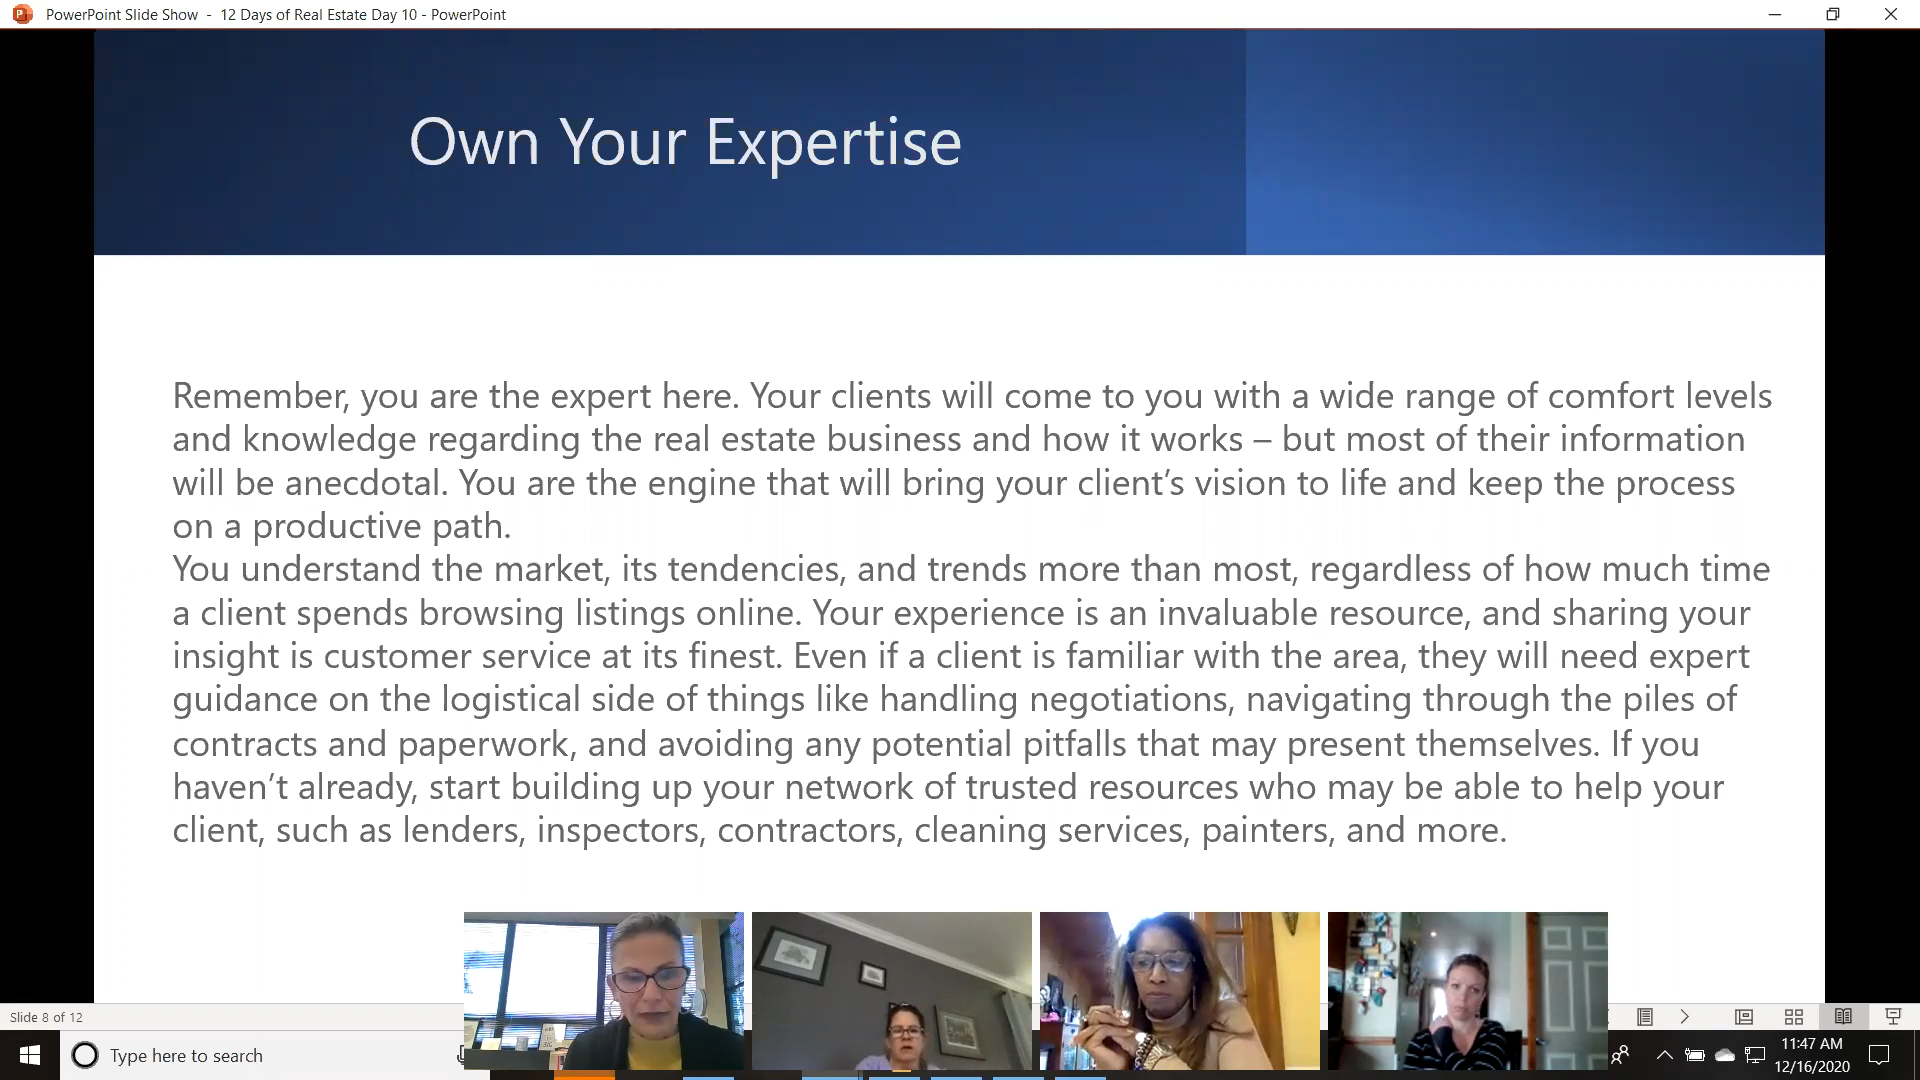 PowerPoint Slide Show - 12 Days of Real Estate Day 10 - PowerPoint
Own Your Expertise
Remember, you are the expert here. Your clients will come to you with a wide range of comfort levels
and knowledge regarding the real estate business and how it works – but most of their information
will be anecdotal. You are the engine that will bring your client’s vision to life and keep the process
on a productive path.
You understand the market, its tendencies, and trends more than most, regardless of how much time
a client spends browsing listings online. Your experience is an invaluable resource, and sharing your
insight is customer service at its finest. Even if a client is familiar with the area, they will need expert
guidance on the logistical side of things like handling negotiations, navigating through the piles of
contracts and paperwork, and avoiding any potential pitfalls that may present themselves. If you
haven’t already, start building up your network of trusted resources who may be able to help your
client, such as lenders, inspectors, contractors, cleaning services, painters, and more.
Slide 8 of 12
Type here to search
11:47 AM
12/16/2020